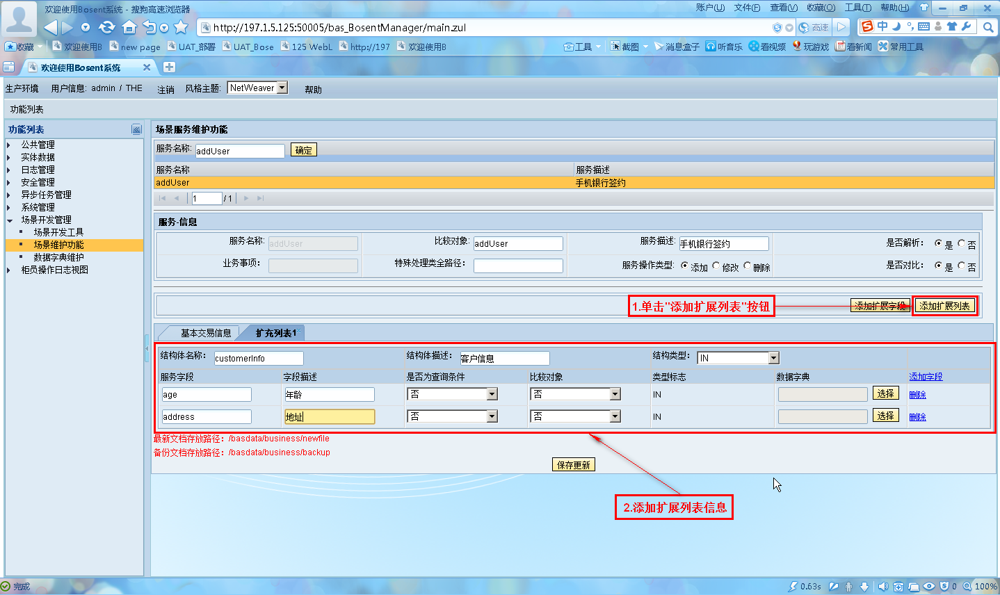 欢迎使用Bosent系统 - 搜狗高速浏览器
账户(U) 文件(F) 查看(V) 收藏(O) 工具(T) 帮助(H)
http://197.1.5.125:50005/bas_BosentManager/main.zul
高速
中
收藏 欢迎使用B new page UAT_部署 UAT_Bose 125 WebL http://197 欢迎使用B 工具 截图 消息盒子 听音乐 看视频 玩游戏 看新闻 常用工具
欢迎使用Bosent系统
生产环境 用户信息: admin / THE 注销 风格主题: NetWeaver 帮助
功能列表
功能列表
公共管理
实体数据
日志管理
安全管理
异步任务管理
系统管理
场景开发管理
场景开发工具
场景维护功能
数据字典维护
柜员操作日志视图
场景服务维护功能
服务名称: addUser 确定
服务名称 服务描述
addUser 手机银行签约
1 / 1
服务-信息
服务名称: addUser 比较对象: addUser 服务描述: 手机银行签约 是否解析: 是 否
业务事项: 特殊处理类全路径: 服务操作类型: 添加 修改 删除 是否对比: 是 否
1.单击"添加扩展列表"按钮 添加扩展字段 添加扩展列表
基本交易信息 扩充列表1
结构体名称: customerInfo 结构体描述: 客户信息 结构类型: IN
服务字段 字段描述 是否为查询条件 比较对象 类型标志 数据字典 添加字段
age 年龄 否 否 IN 选择 删除
address 地址 否 否 IN 选择 删除
最新文档存放路径: /basdata/business/newfile
备份文档存放路径: /basdata/business/backup
保存更新
2.添加扩展列表信息
完成 0.63s 0 100%